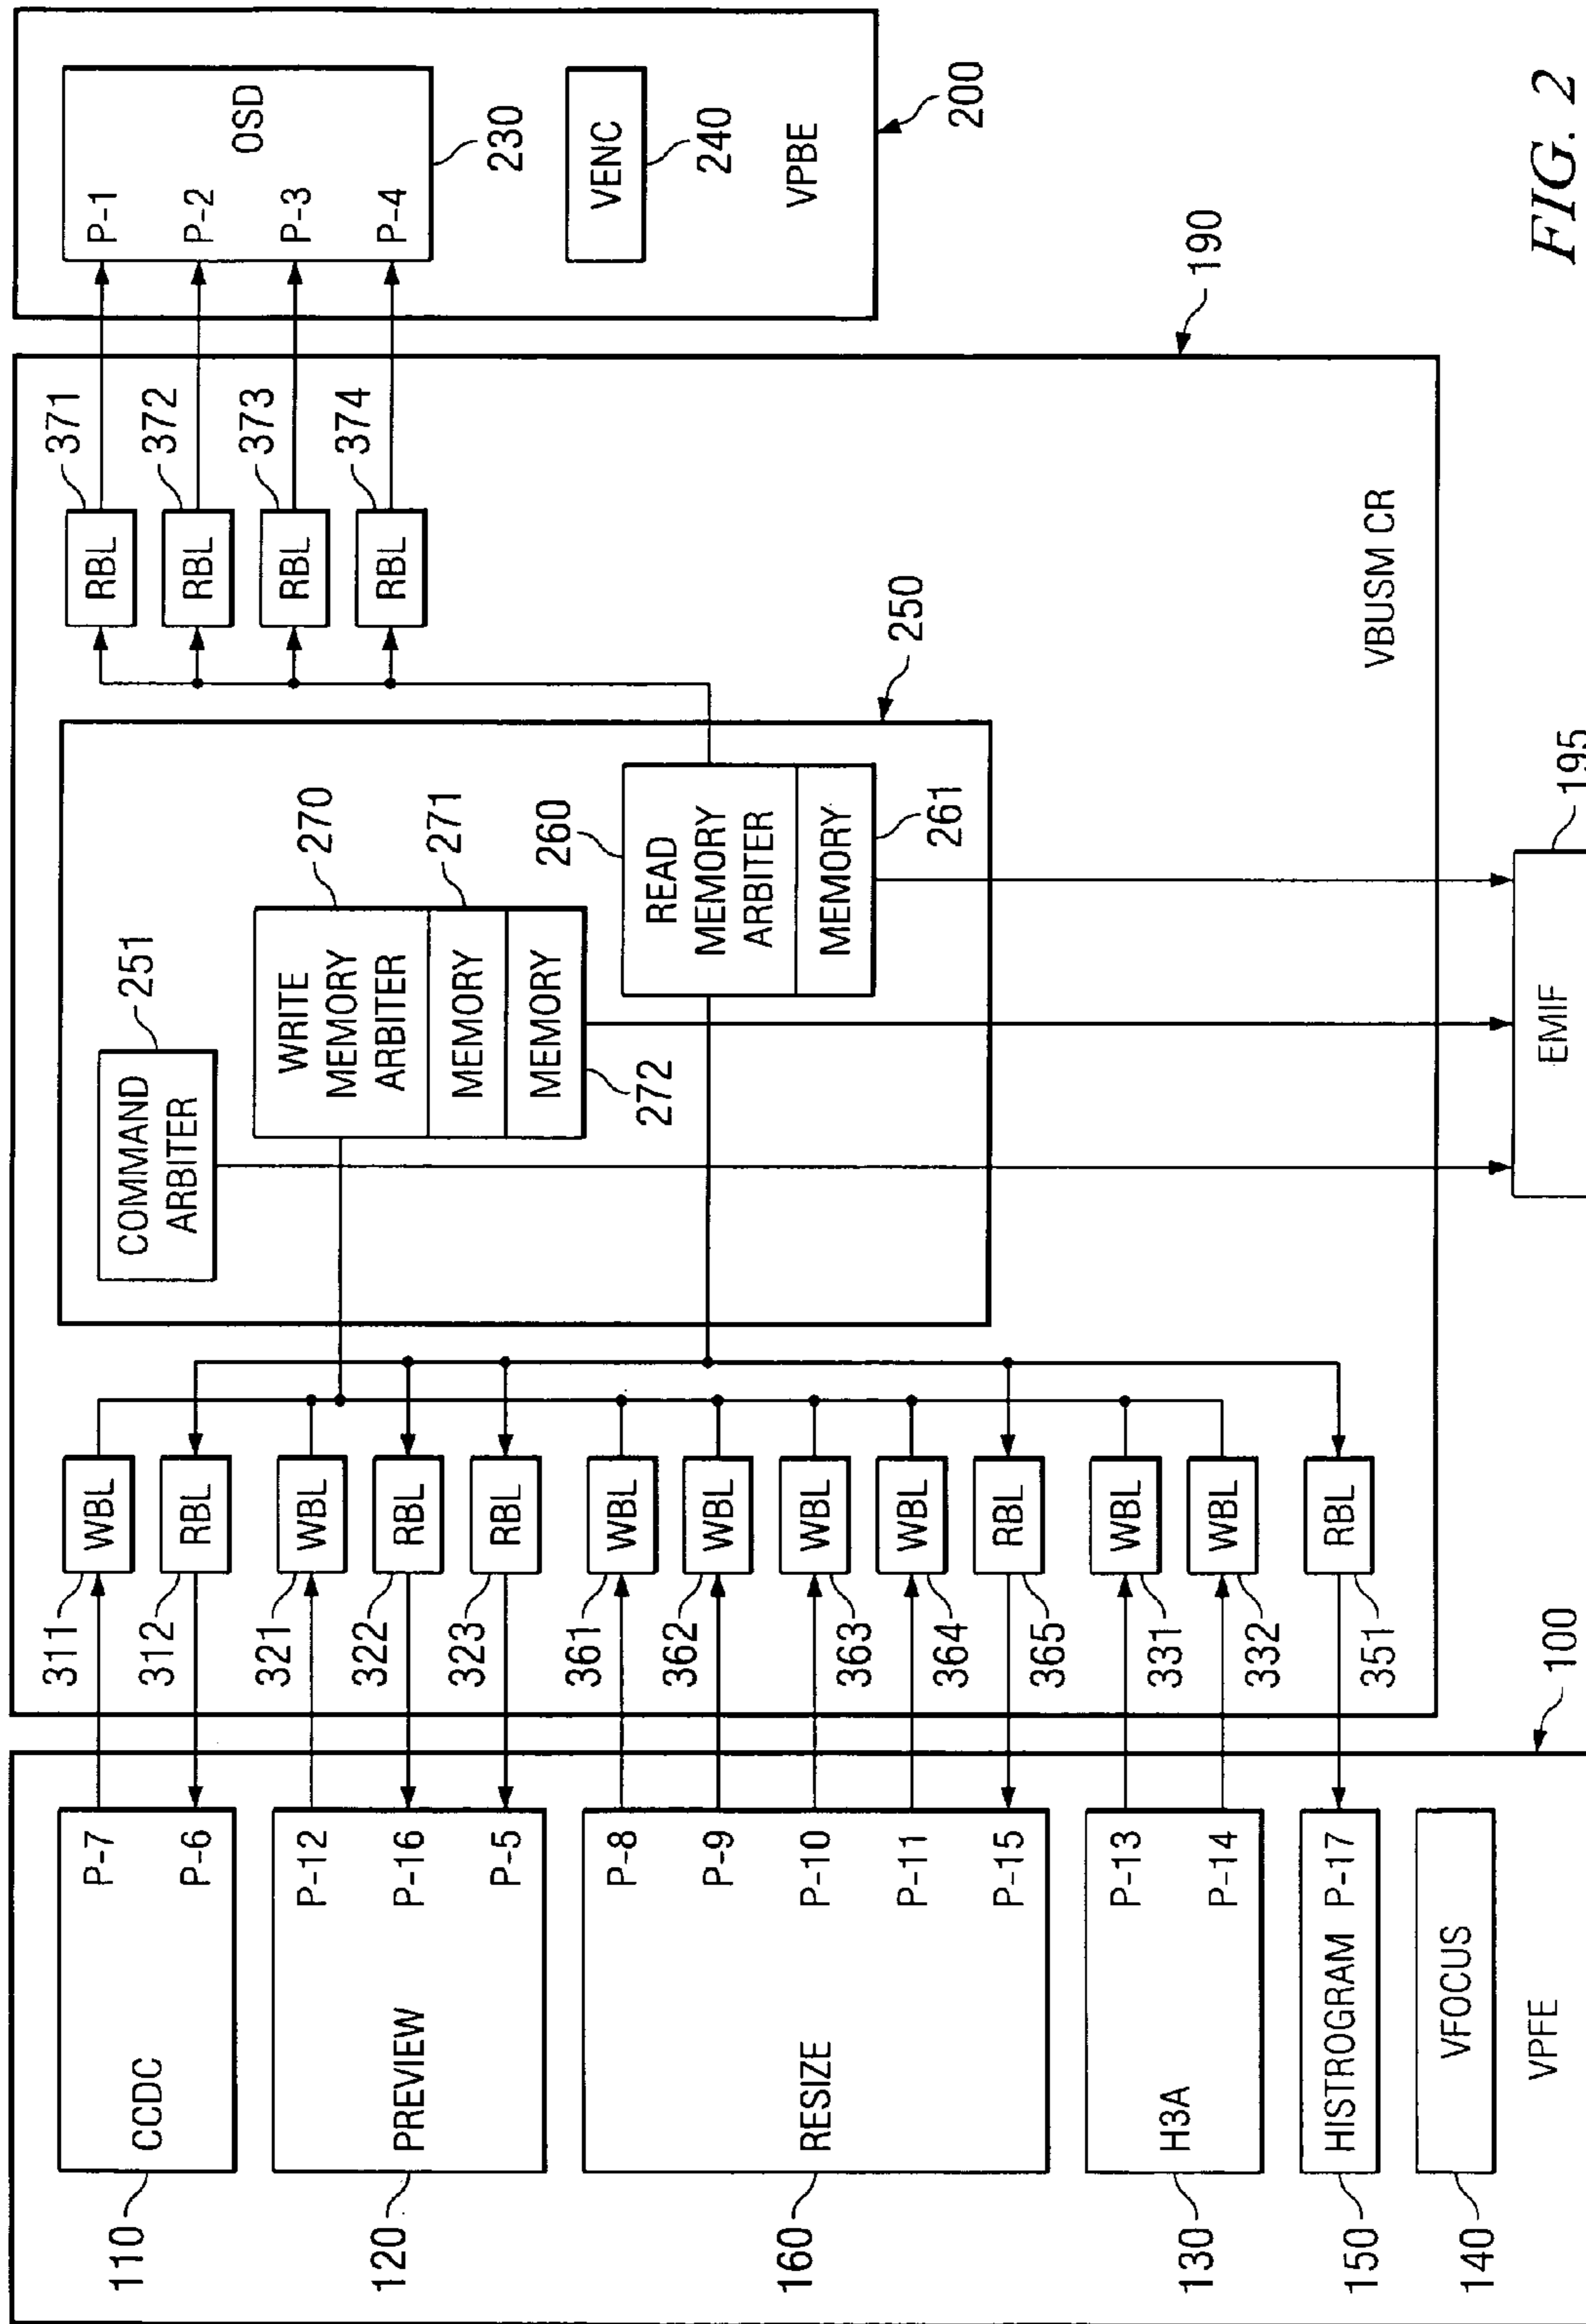 110
CCDC
P-7
P-6
120
PREVIEW
P-12
P-16
P-5
160
RESIZE
P-8
P-9
P-10
P-11
P-15
130
H3A
P-13
P-14
150
HISTROGRAM P-17
140
VFOCUS
VPFE
100
311
WBL
312
RBL
321
WBL
322
RBL
323
RBL
361
WBL
362
WBL
363
WBL
364
WBL
365
RBL
331
WBL
332
WBL
351
RBL
COMMAND
ARBITER
251
WRITE
MEMORY
ARBITER
MEMORY
MEMORY
270
271
272
READ
MEMORY
ARBITER
MEMORY
260
261
250
371
RBL
372
RBL
373
RBL
374
RBL
VBUSM CR
190
EMIF
195
P-1
P-2
P-3
P-4
OSD
230
VENC
240
VPBE
200
FIG. 2